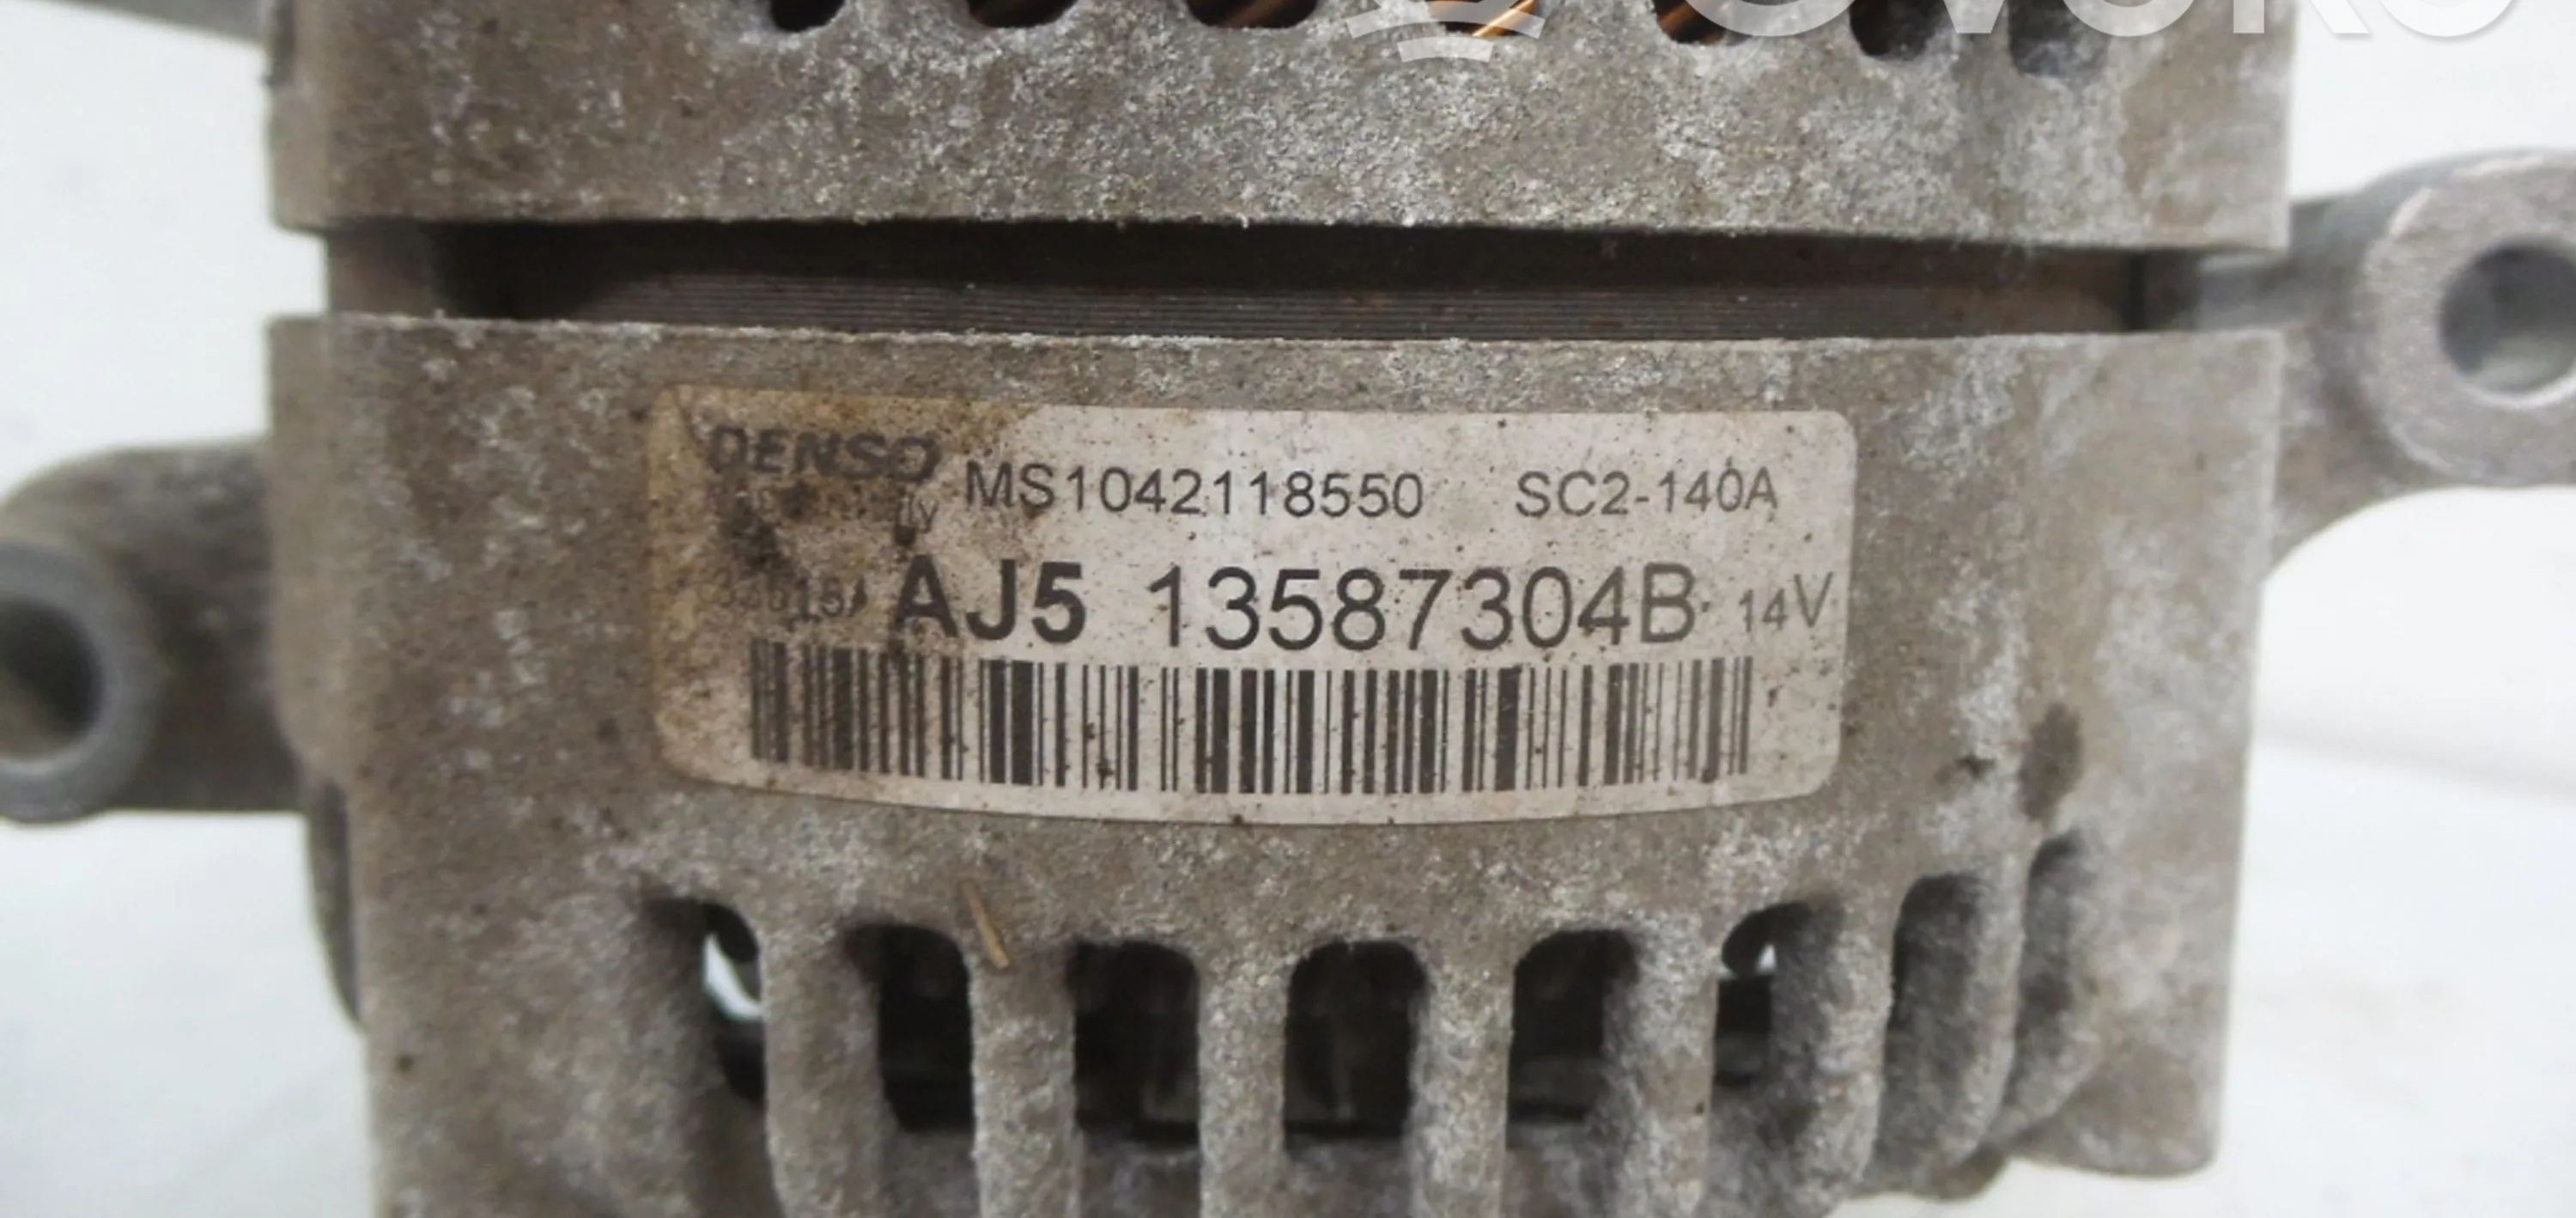 DENSO MS1042118550 SC2-140A
AJ5 13587304B 14V